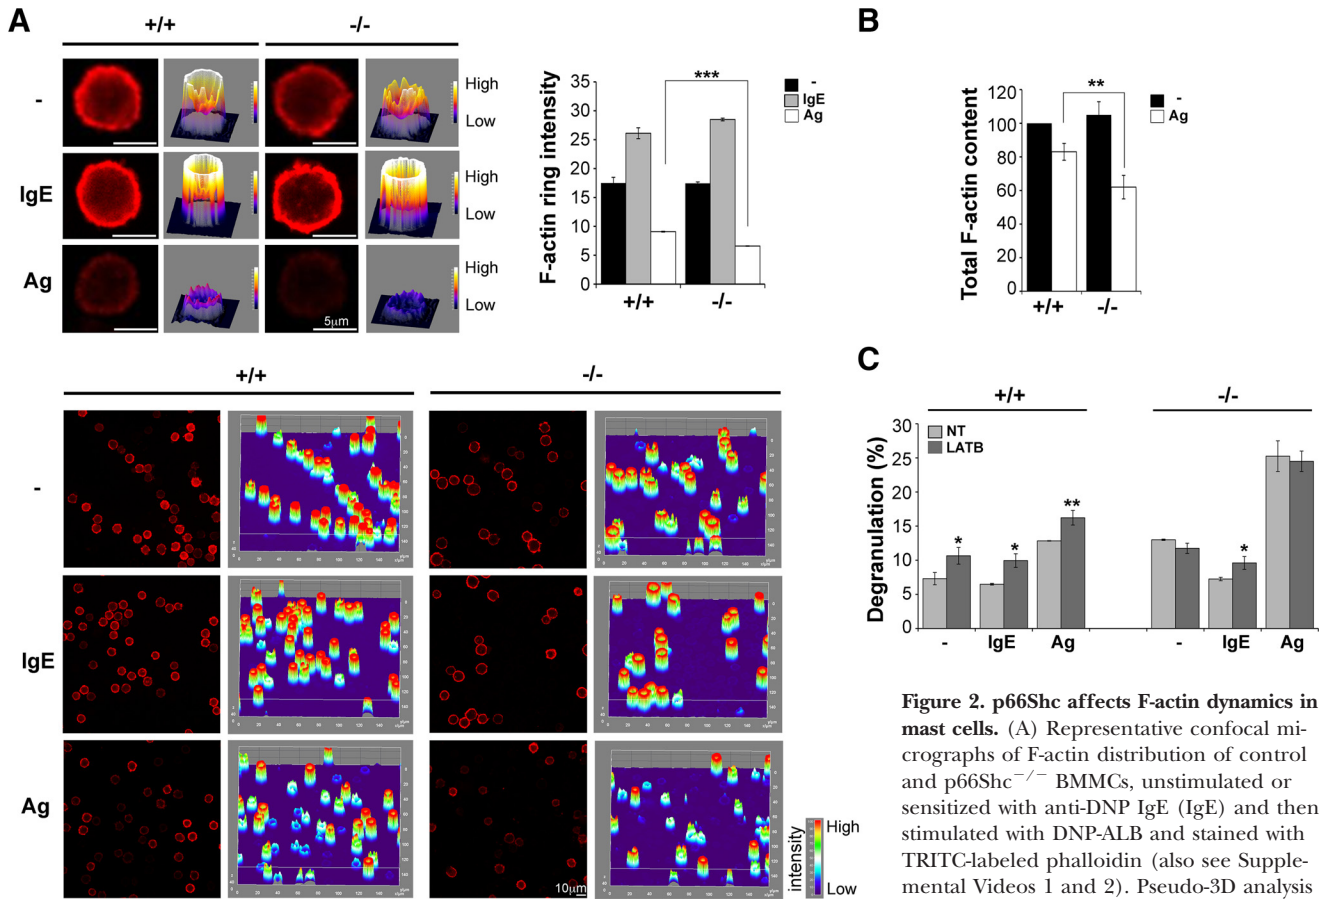 A
+/+
-/-
-
High
Low
IgE
High
Low
Ag
High
Low
5µm
F-actin ring intensity
40
35
30
25
20
15
10
5
0
***
-
IgE
Ag
+/+
-/-
B
Total F-actin content
120
100
80
60
40
20
0
**
-
Ag
+/+
-/-
+/+
-/-
-
IgE
Ag
10µm
intensity
High
Low
C
+/+
-/-
Degranulation (%)
30
25
20
15
10
5
0
NT
LATB
*
*
**
*
-
IgE
Ag
-
IgE
Ag
Figure 2. p66Shc affects F-actin dynamics in
mast cells. (A) Representative confocal mi-
crographs of F-actin distribution of control
and p66Shc−/− BMMCs, unstimulated or
sensitized with anti-DNP IgE (IgE) and then
stimulated with DNP-ALB and stained with
TRITC-labeled phalloidin (also see Supple-
mental Videos 1 and 2). Pseudo-3D analysis